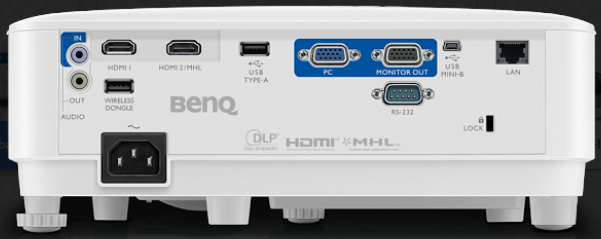 IN
HDMI 1
HDMI 2/MHL
USB
TYPE-A
PC
MONITOR OUT
USB
MINI-B
LAN
OUT
AUDIO
WIRELESS
DONGLE
BenQ
RS-232
LOCK
DLP
HDMI
MHL